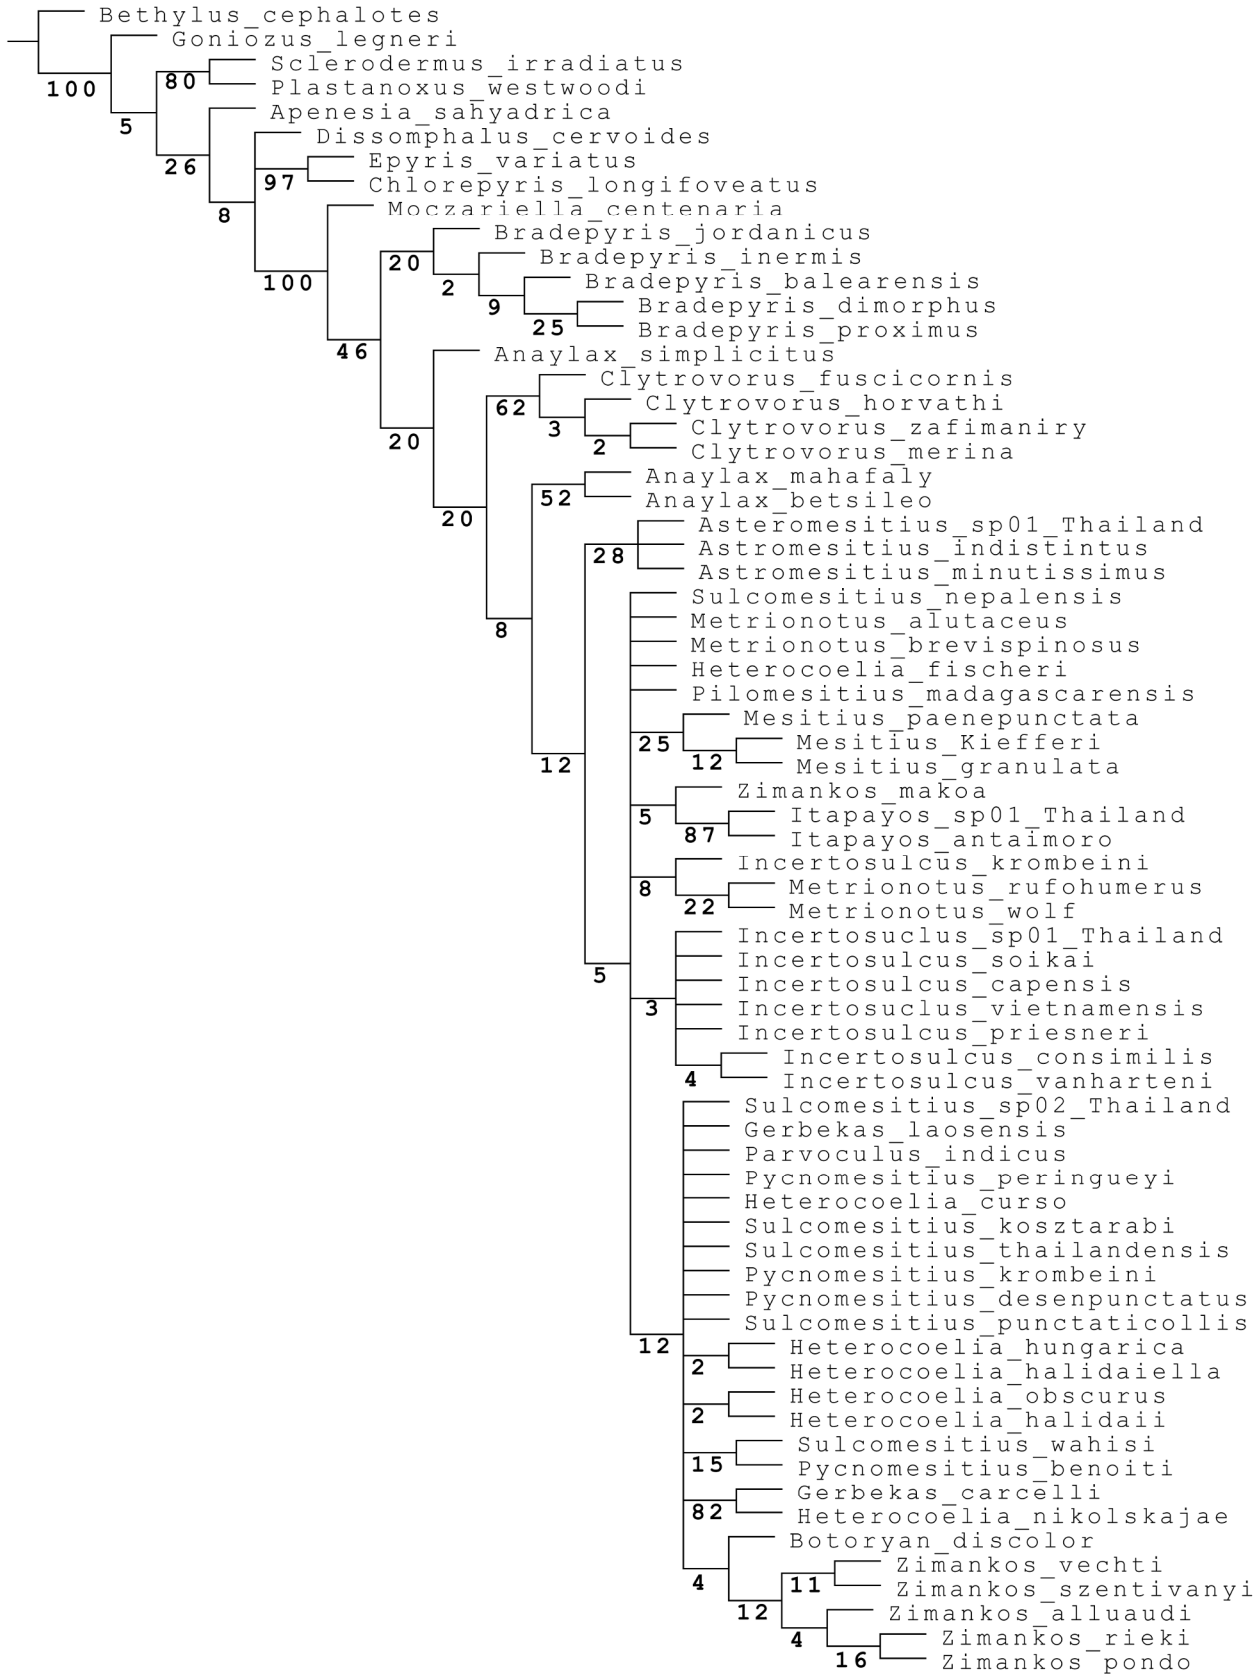 Bethylus_cephalotes
Goniozus_legneri
Sclerodermus_irradiatus
80
Plastanoxus_westwoodi
100
Apenesia_sahyadrica
5
Dissomphalus_cervoides
Epyris_variatus
26
97
Chlorepyris_longifoveatus
8
Moczariella_centenaria
Bradepyris_jordanicus
20
Bradepyris_inermis
100
2
Bradepyris_balearensis
9
Bradepyris_dimorphus
25
Bradepyris_proximus
46
Anaylax_simplicitus
Clytrovorus_fuscicornis
62
Clytrovorus_horvathi
3
Clytrovorus_zafimaniry
20
2
Clytrovorus_merina
Anaylax_mahafaly
52
Anaylax_betsileo
20
Asteromesitius_sp01_Thailand
28
Astromesitius_indistintus
Astromesitius_minutissimus
Sulcomesitius_nepalensis
8
Metrionotus_alutaceus
Metrionotus_brevispinosus
Heterocoelia_fischeri
Pilomesitius_madagascarensis
Mesitius_paenepunctata
25
Mesitius_Kiefferi
12
12
Mesitius_granulata
Zimankos_makoa
5
Itapayos_sp01_Thailand
87
Itapayos_antaimoro
Incertosulcus_krombeini
8
Metrionotus_rufohumerus
22
Metrionotus_wolf
Incertosuclus_sp01_Thailand
Incertosulcus_soikai
5
Incertosulcus_capensis
3
Incertosuclus_vietnamensis
Incertosulcus_priesneri
Incertosulcus_consimilis
4
Incertosulcus_vanharteni
Sulcomesitius_sp02_Thailand
Gerbekas_laosensis
Parvoculus_indicus
Pycnomesitius_peringueyi
Heterocoelia_curso
Sulcomesitius_kosztarabi
Sulcomesitius_thailandensis
Pycnomesitius_krombeini
Pycnomesitius_desenpunctatus
Sulcomesitius_punctaticollis
12
Heterocoelia_hungarica
2
Heterocoelia_halidaiella
Heterocoelia_obscurus
2
Heterocoelia_halidaii
Sulcomesitius_wahisi
15
Pycnomesitius_benoiti
Gerbekas_carcelli
82
Heterocoelia_nikolskajae
Botoryan_discolor
Zimankos_vechti
4
11
Zimankos_szentivanyi
12
Zimankos_alluaudi
4
Zimankos_rieki
16
Zimankos_pondo